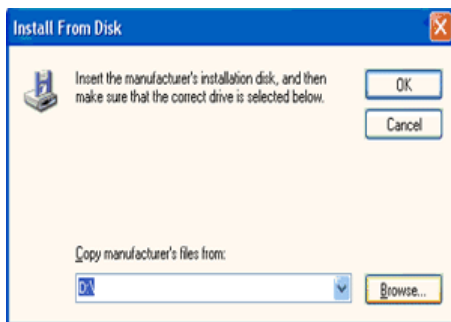 Install From Disk
Insert the manufacturer's installation disk, and then
make sure that the correct drive is selected below.
OK
Cancel
Copy manufacturer's files from:
D:\
Browse...